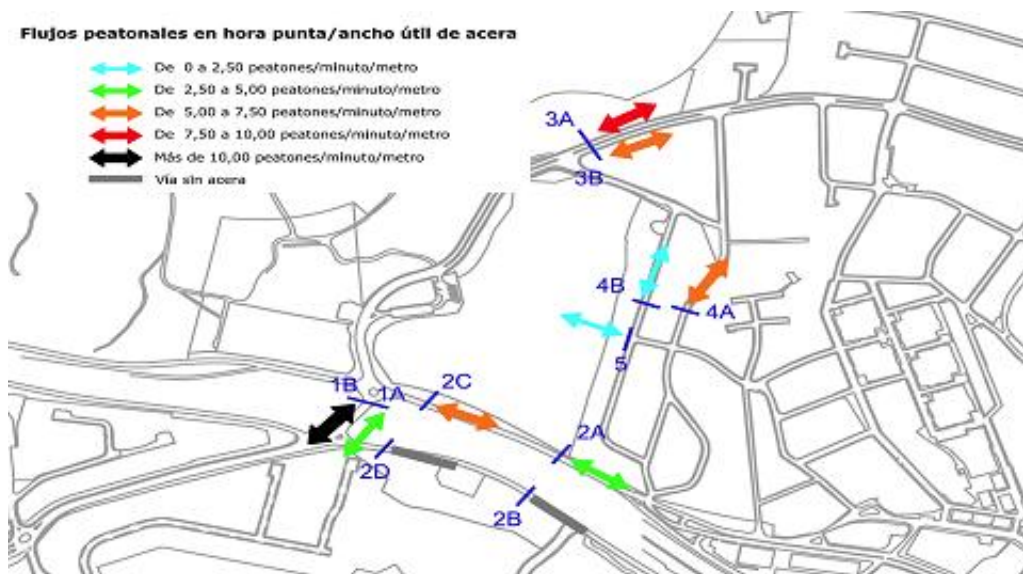 Flujos peatonales en hora punta/ancho útil de acera
De 0 a 2,50 peatones/minuto/metro
De 2,50 a 5,00 peatones/minuto/metro
De 5,00 a 7,50 peatones/minuto/metro
De 7,50 a 10,00 peatones/minuto/metro
Más de 10,00 peatones/minuto/metro
Vía sin acera
3A
3B
4B
4A
5
1B
1A
2C
2A
2D
2B